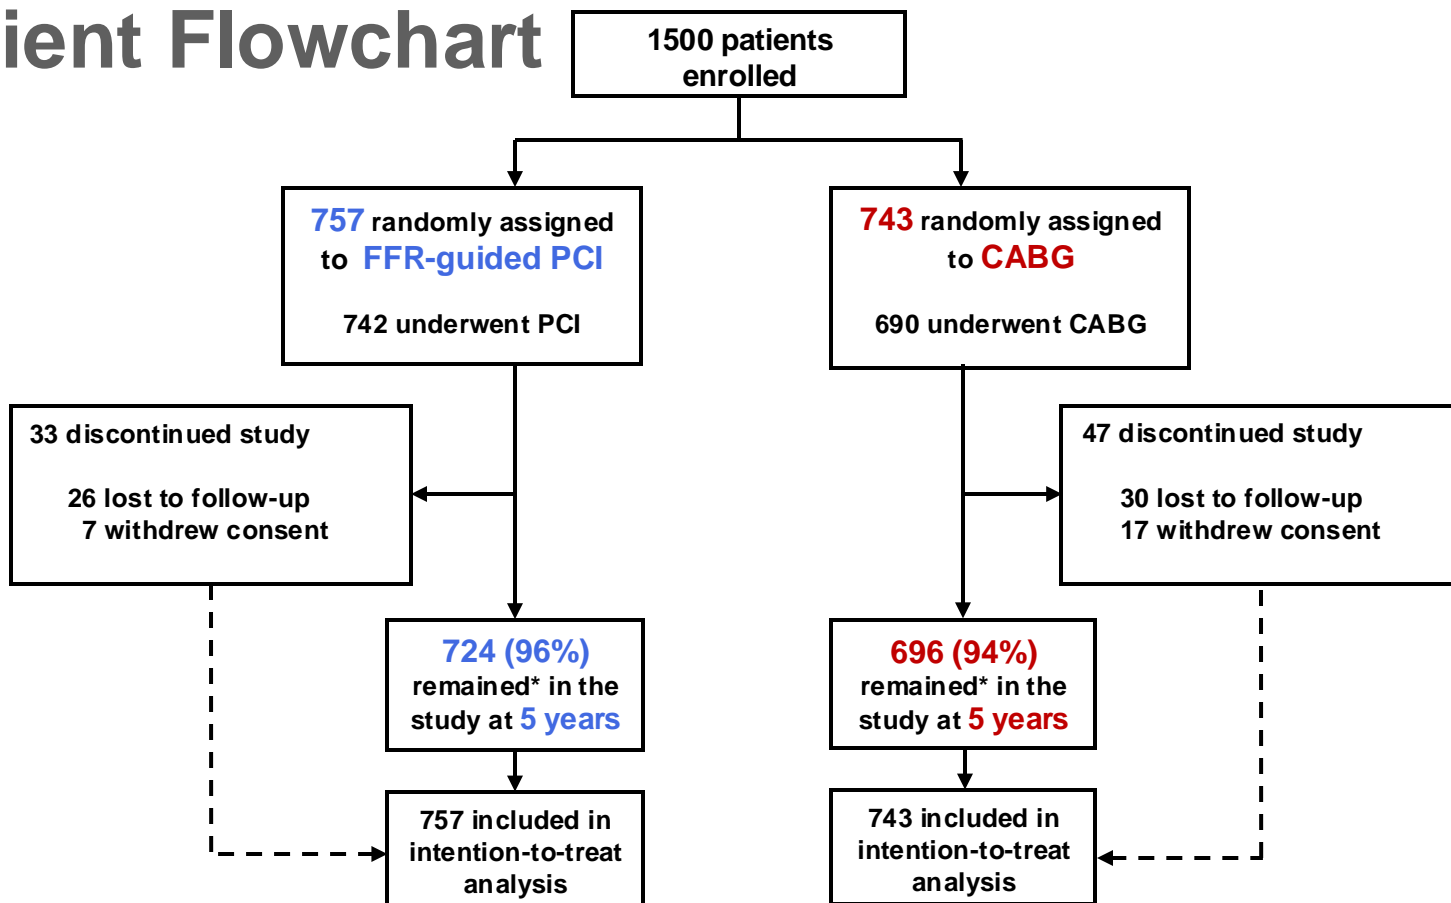 ient Flowchart
1500 patients
enrolled
757 randomly assigned
to FFR-guided PCI
742 underwent PCI
743 randomly assigned
to CABG
690 underwent CABG
33 discontinued study
26 lost to follow-up
7 withdrew consent
47 discontinued study
30 lost to follow-up
17 withdrew consent
724 (96%)
remained* in the
study at 5 years
696 (94%)
remained* in the
study at 5 years
757 included in
intention-to-treat
analysis
743 included in
intention-to-treat
analysis